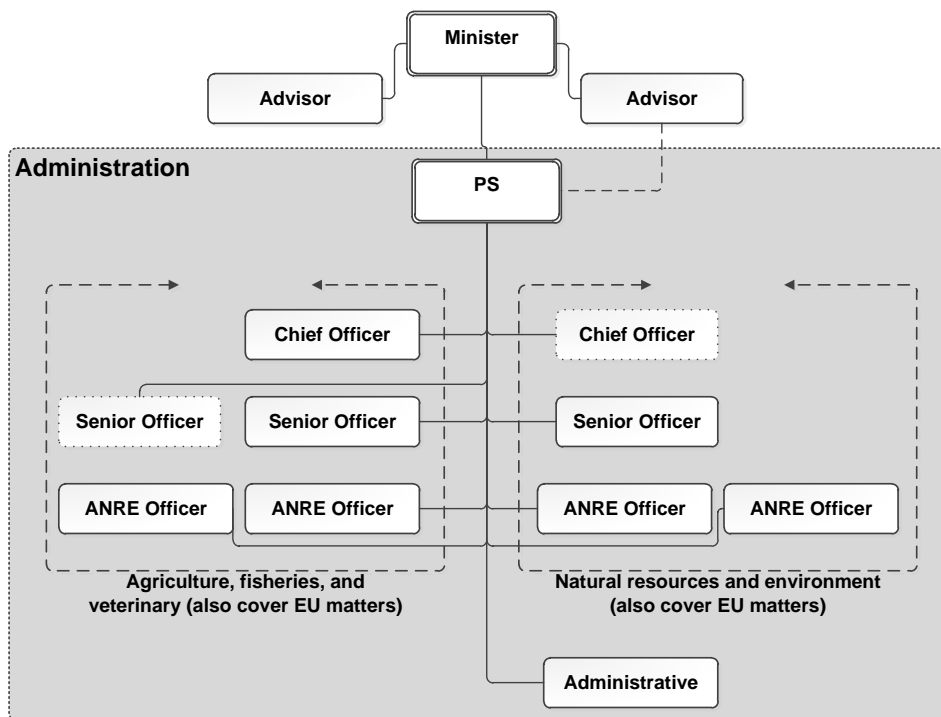 Minister
Advisor
Advisor
Administration
PS
Chief Officer
Chief Officer
Senior Officer
Senior Officer
Senior Officer
ANRE Officer
ANRE Officer
ANRE Officer
ANRE Officer
Agriculture, fisheries, and
veterinary (also cover EU matters)
Natural resources and environment
(also cover EU matters)
Administrative